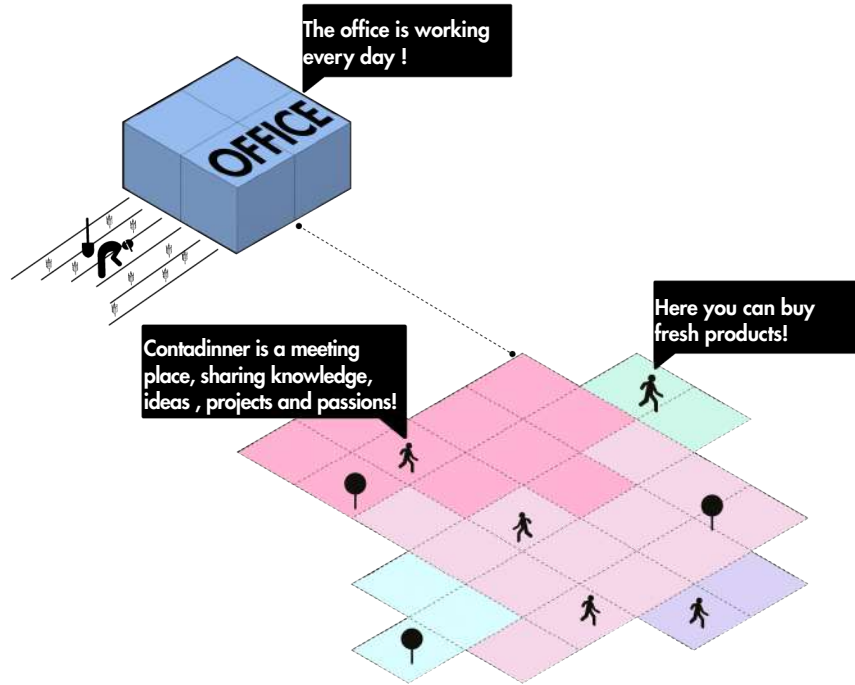 The office is working
every day !
OFFICE
Here you can buy
fresh products!
Contadinner is a meeting
place, sharing knowledge,
ideas , projects and passions!